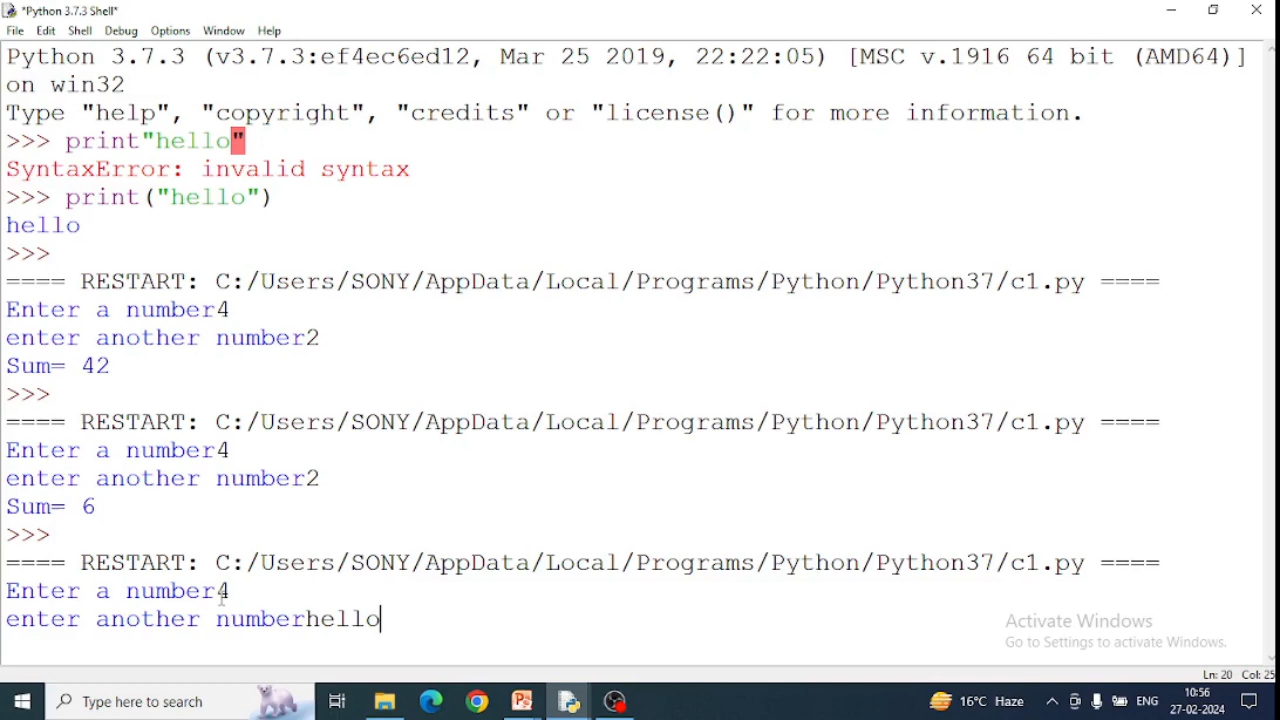 *Python 3.7.3 Shell*
File Edit Shell Debug Options Window Help
Python 3.7.3 (v3.7.3:ef4ec6ed12, Mar 25 2019, 22:22:05) [MSC v.1916 64 bit (AMD64)]
on win32
Type "help", "copyright", "credits" or "license()" for more information.
>>> print"hello"
SyntaxError: invalid syntax
>>> print("hello")
hello
>>>
==== RESTART: C:/Users/SONY/AppData/Local/Programs/Python/Python37/c1.py ====
Enter a number4
enter another number2
Sum= 42
>>>
==== RESTART: C:/Users/SONY/AppData/Local/Programs/Python/Python37/c1.py ====
Enter a number4
enter another number2
Sum= 6
>>>
==== RESTART: C:/Users/SONY/AppData/Local/Programs/Python/Python37/c1.py ====
Enter a number4
enter another numberhello
Activate Windows
Go to Settings to activate Windows.
Ln: 20 Col: 25
Type here to search
16°C Haze
ENG
10:56
27-02-2024